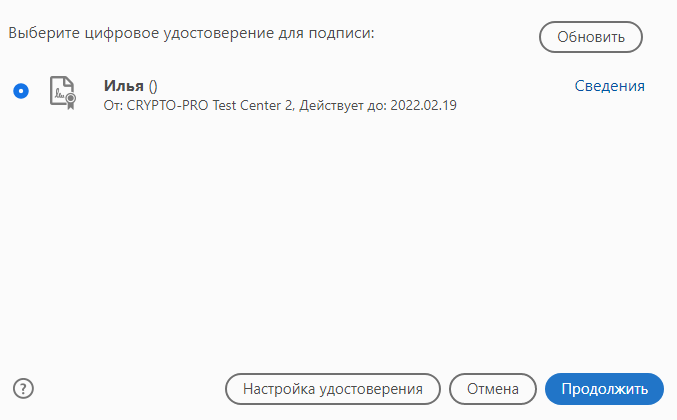 Выберите цифровое удостоверение для подписи:
Обновить
Илья ()
Сведения
От: CRYPTO-PRO Test Center 2, Действует до: 2022.02.19
?
Настройка удостоверения
Отмена
Продолжить